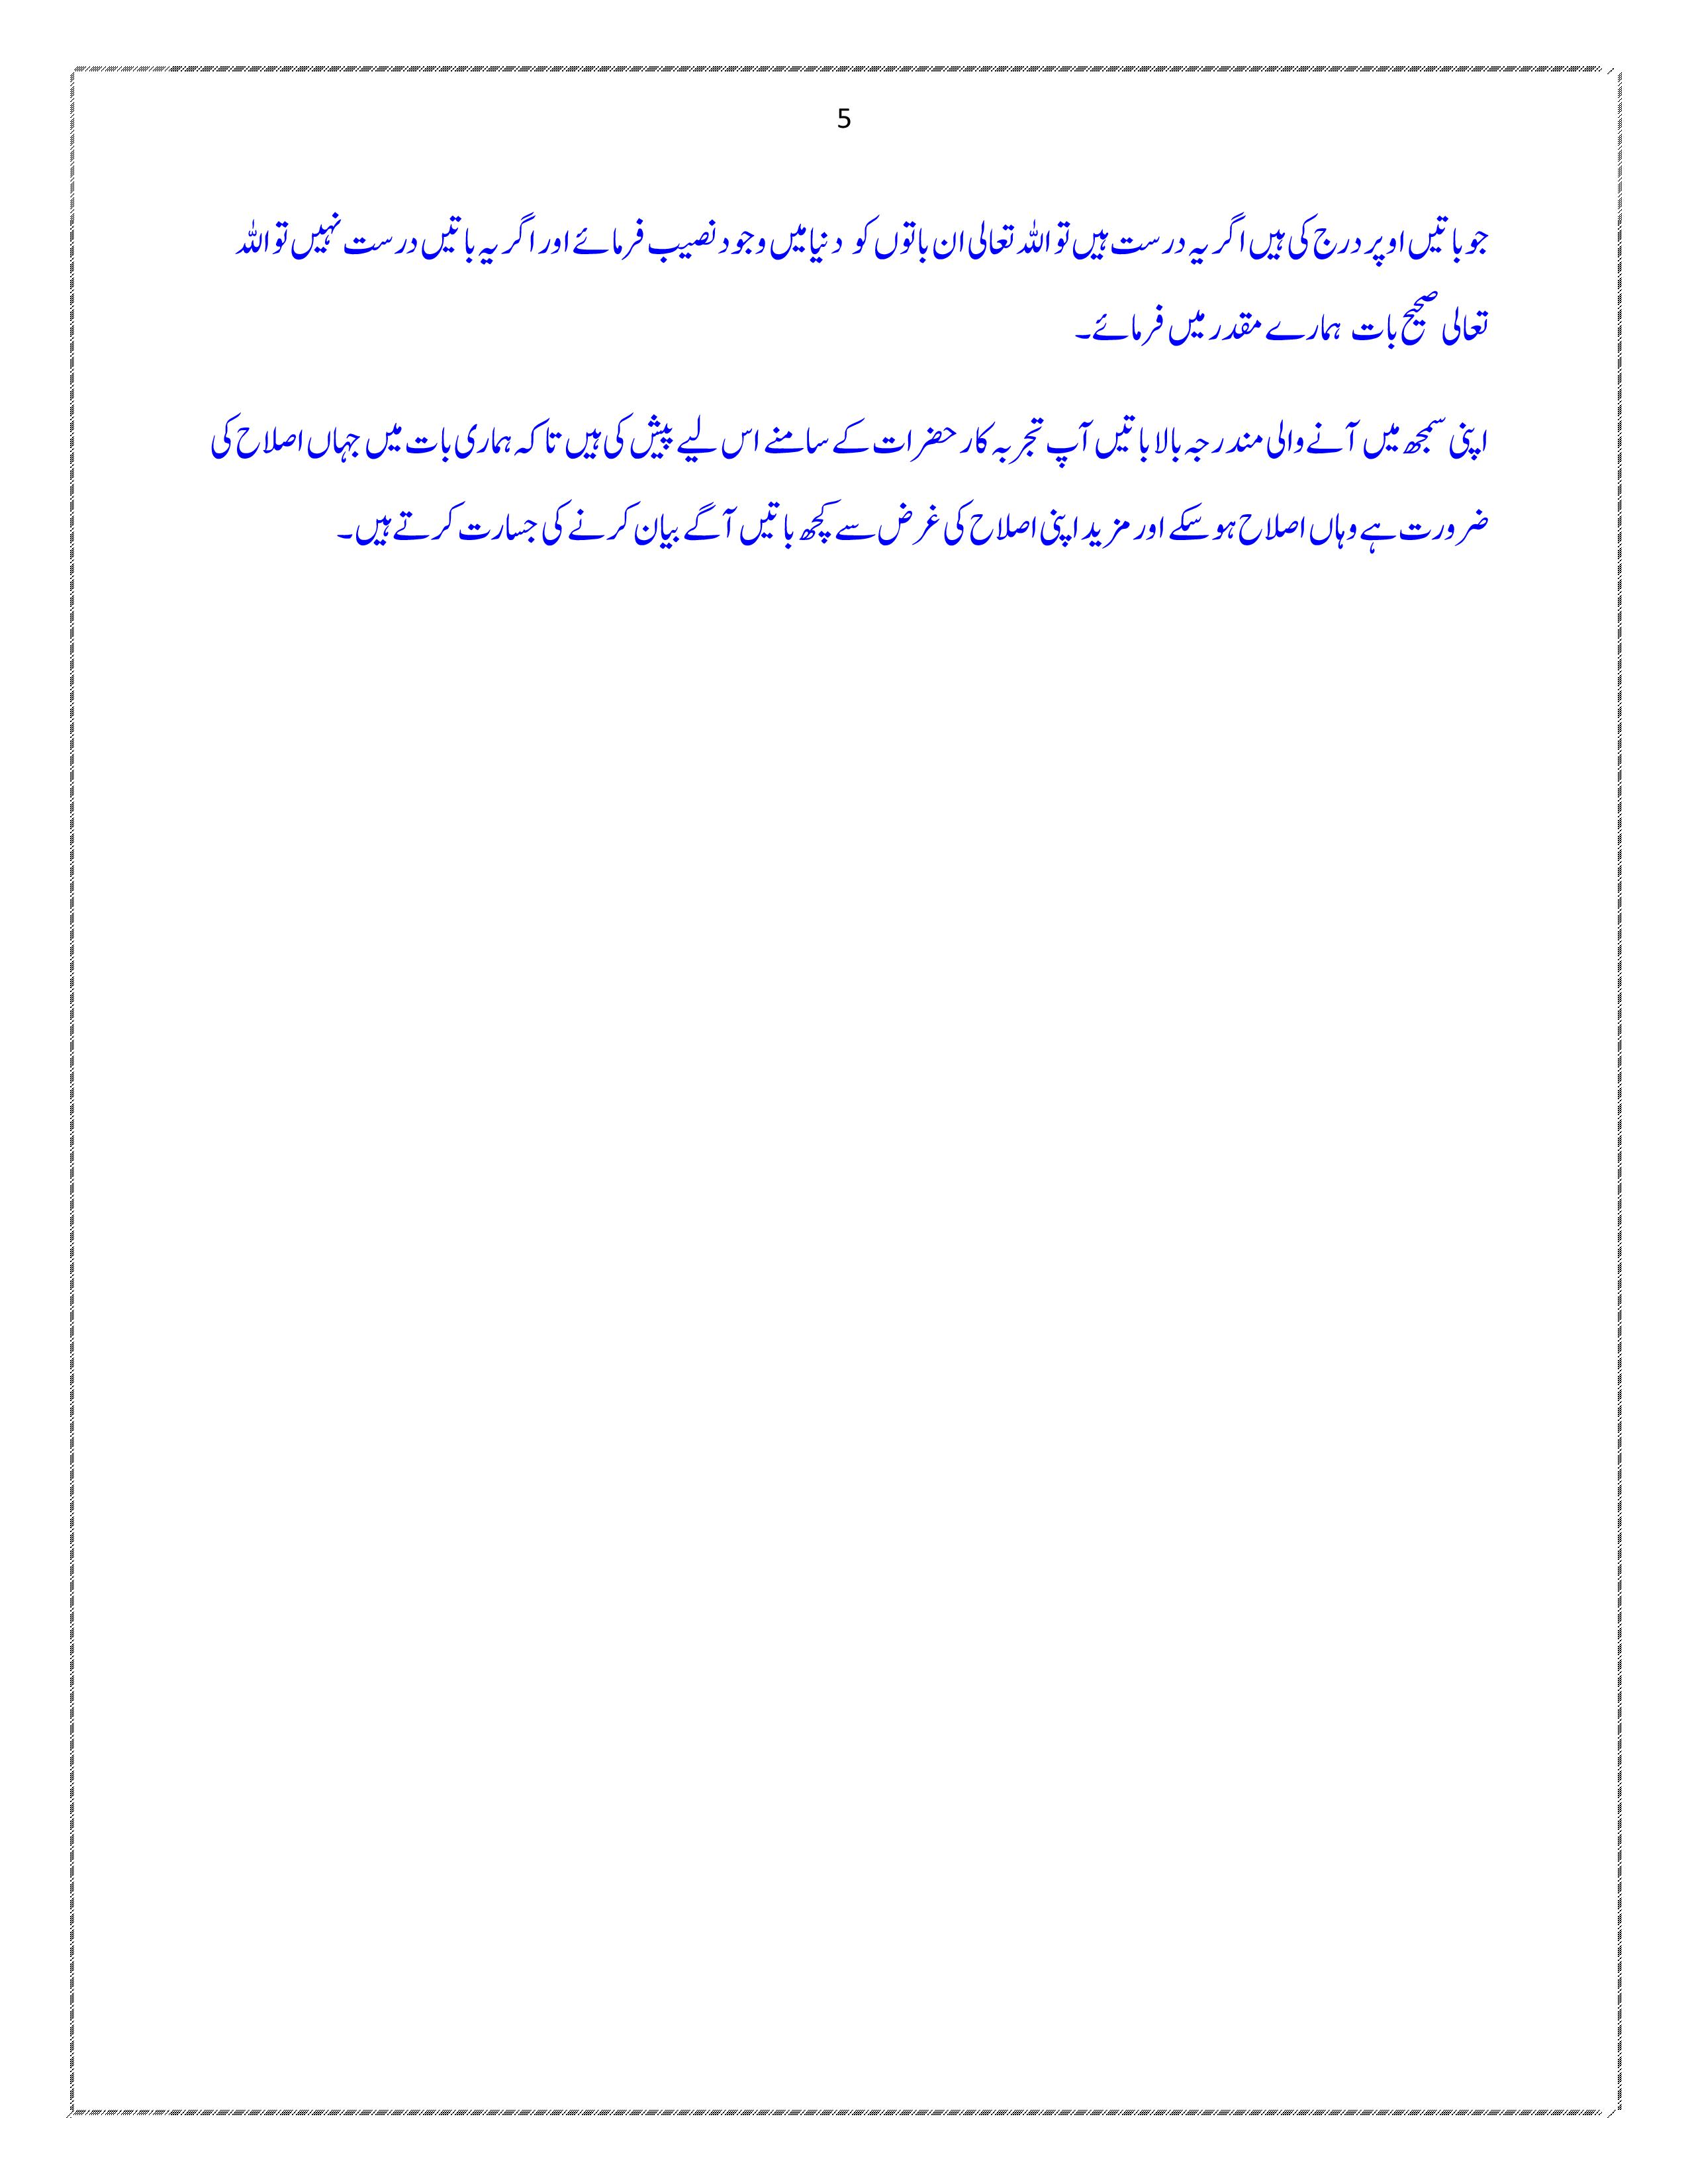 5
جو باتیں اوپر درج کی ہیں اگر یہ درست ہیں تو اللہ تعالی ان باتوں کو دنیا میں وجود نصیب فرمائے اور اگر یہ باتیں درست نہیں تو اللہ
تعالی صحیح بات ہمارے مقدر میں فرمائے۔
اپنی سمجھ میں آنے والی مندرجہ بالا باتیں آپ تجربہ کار حضرات کے سامنے اس لیے پیش کی ہیں تاکہ ہماری بات میں جہاں اصلاح کی
ضرورت ہے وہاں اصلاح ہو سکے اور مزید اپنی اصلاح کی غرض سے کچھ باتیں آگے بیان کرنے کی جسارت کرتے ہیں۔